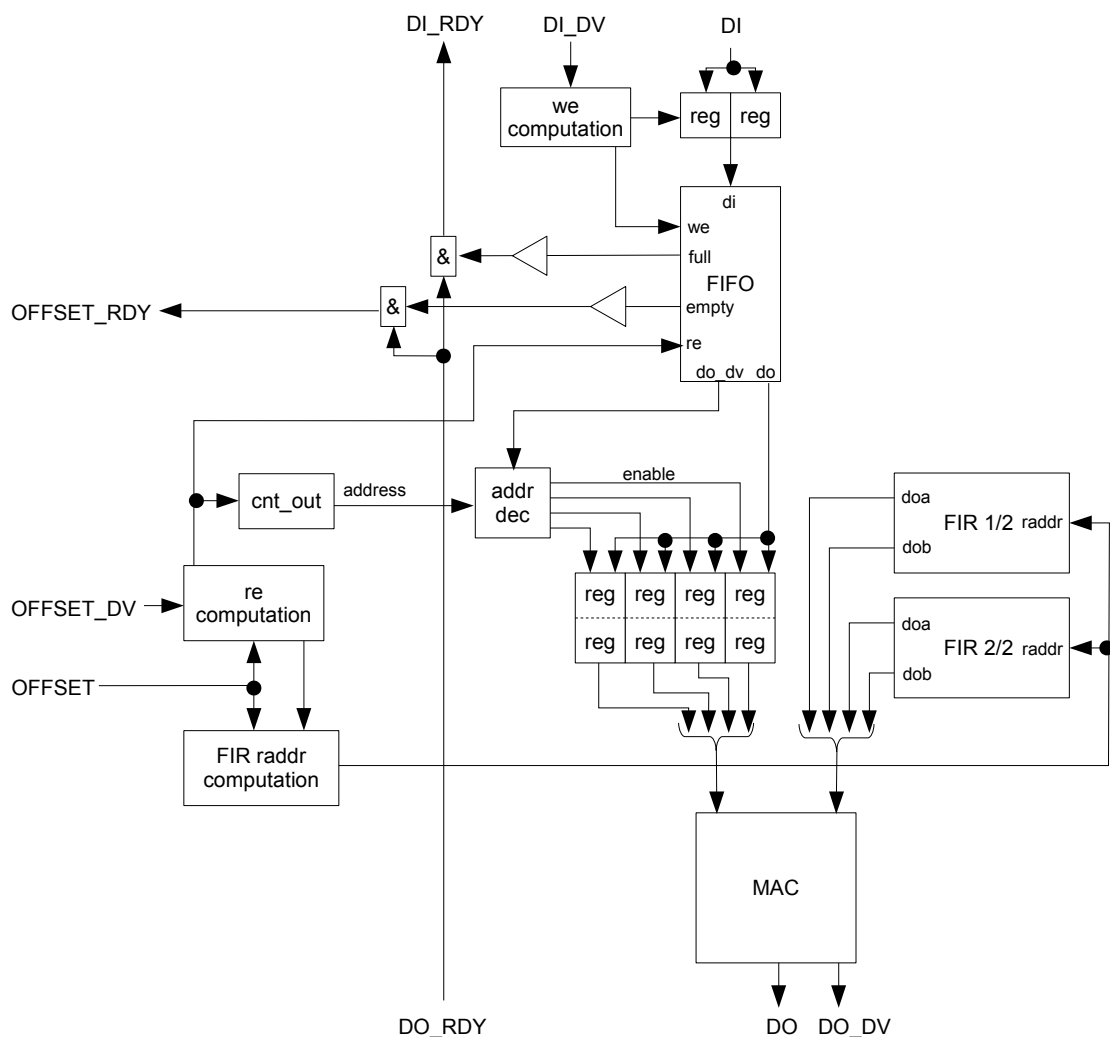 DI_RDY
DI_DV
DI
we
computation
reg
reg
di
we
full
&
FIFO
OFFSET_RDY
&
empty
re
do_dv
do
enable
cnt_out
address
addr
dec
doa
FIR 1/2
raddr
dob
re
computation
OFFSET_DV
reg
reg
reg
reg
reg
reg
reg
reg
doa
FIR 2/2
raddr
dob
OFFSET
FIR raddr
computation
MAC
DO_RDY
DO
DO_DV